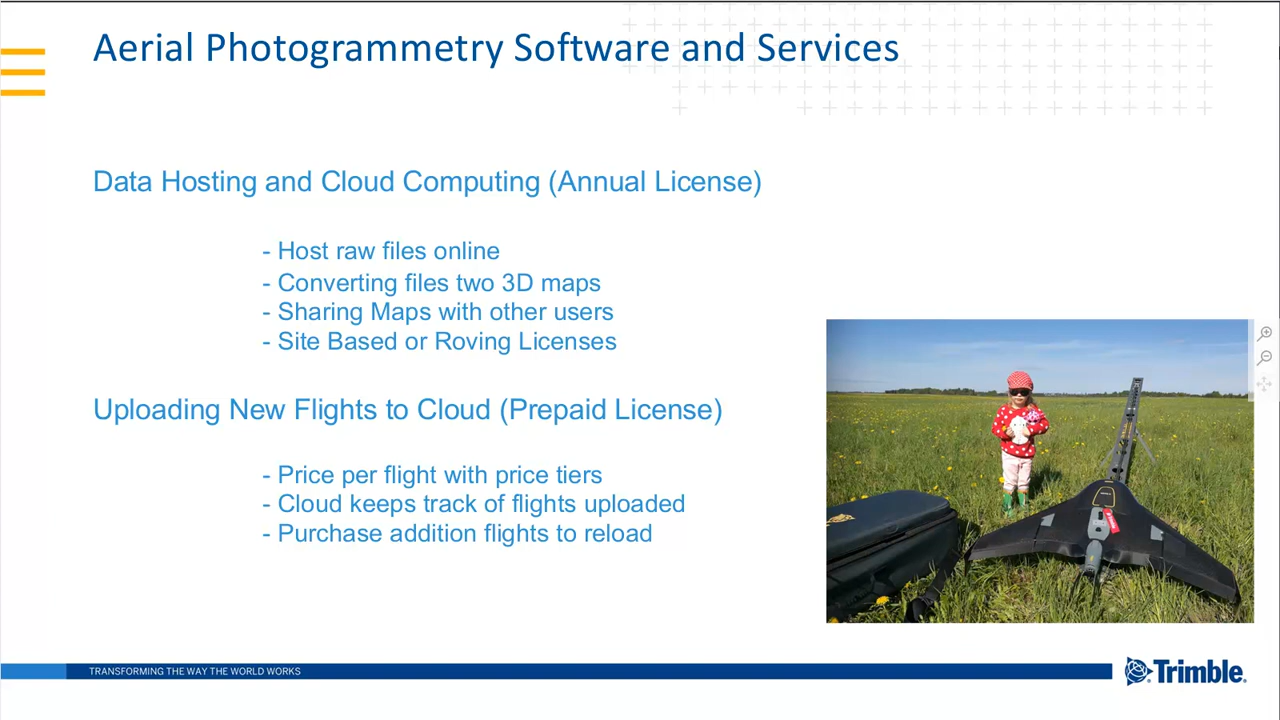 Aerial Photogrammetry Software and Services
Data Hosting and Cloud Computing (Annual License)
- Host raw files online
- Converting files two 3D maps
- Sharing Maps with other users
- Site Based or Roving Licenses
Uploading New Flights to Cloud (Prepaid License)
- Price per flight with price tiers
- Cloud keeps track of flights uploaded
- Purchase addition flights to reload
TRANSFORMING THE WAY THE WORLD WORKS
Trimble